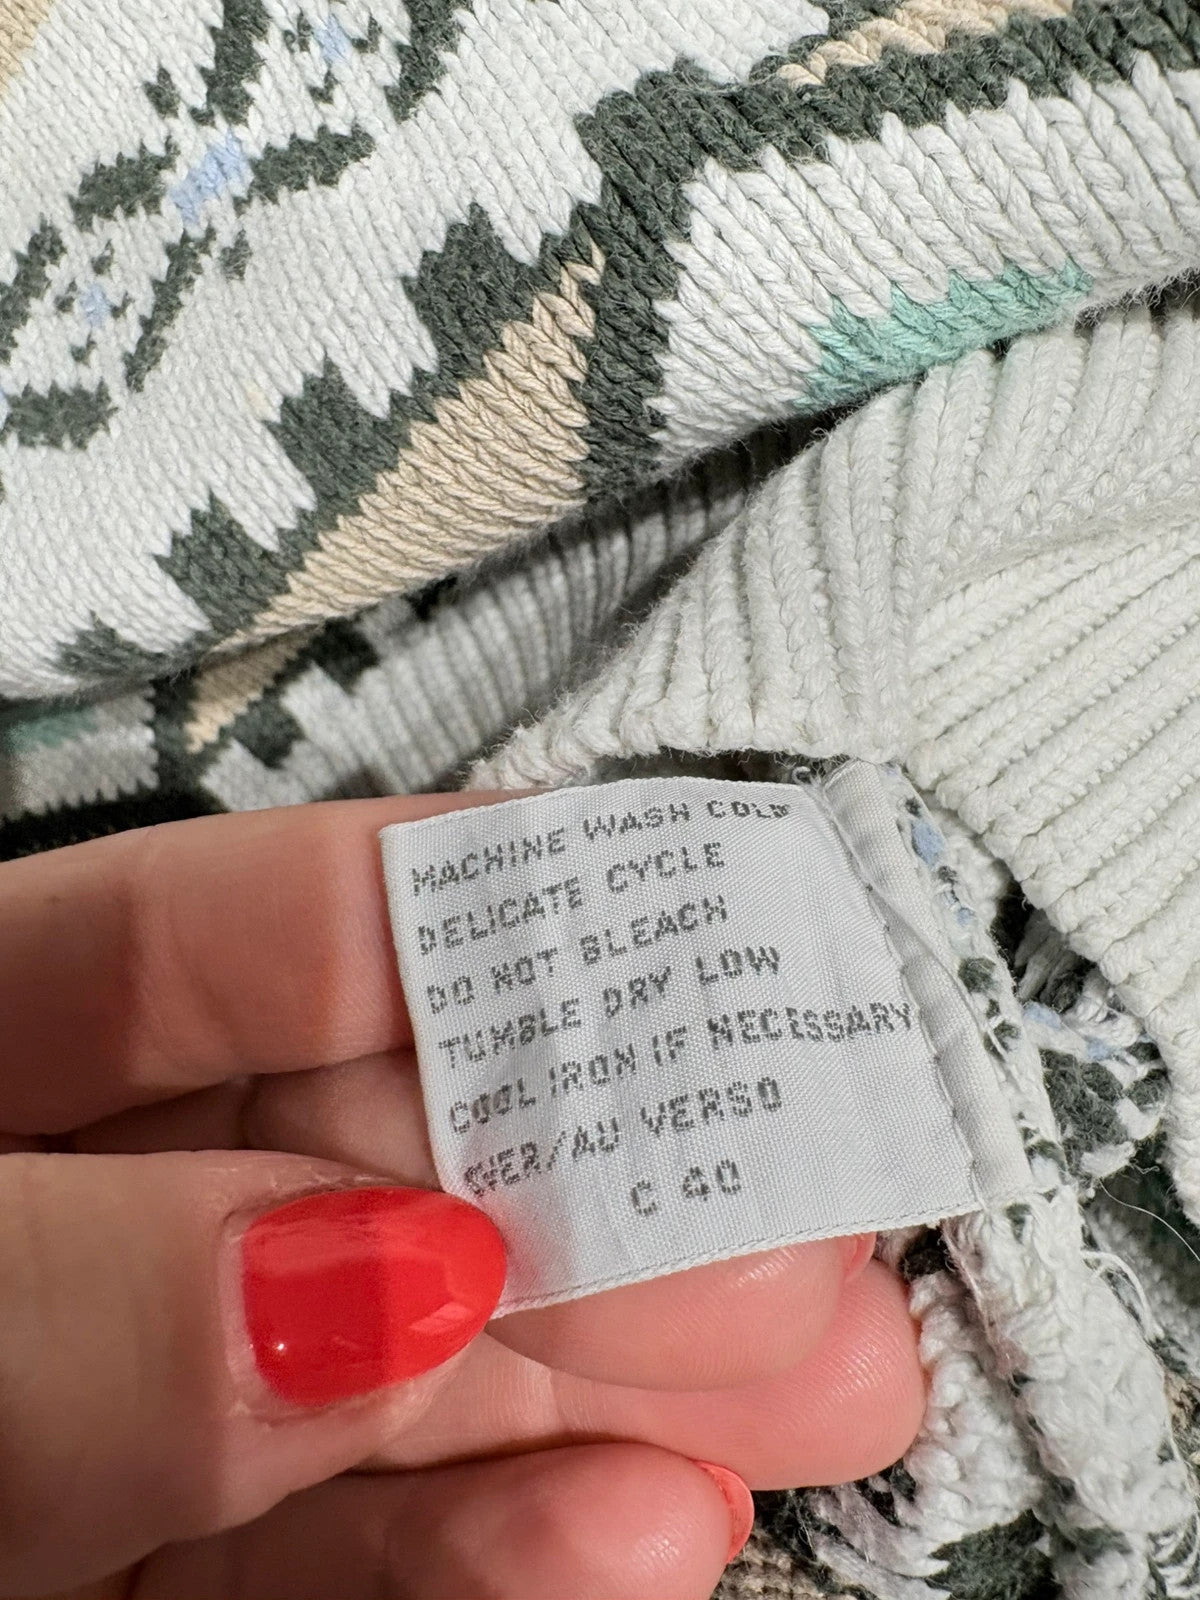 MACHINE WASH COLD
DELICATE CYCLE
DO NOT BLEACH
TUMBLE DRY LOW
COOL IRON IF NECESSARY
OVER/AU VERSO
C 40